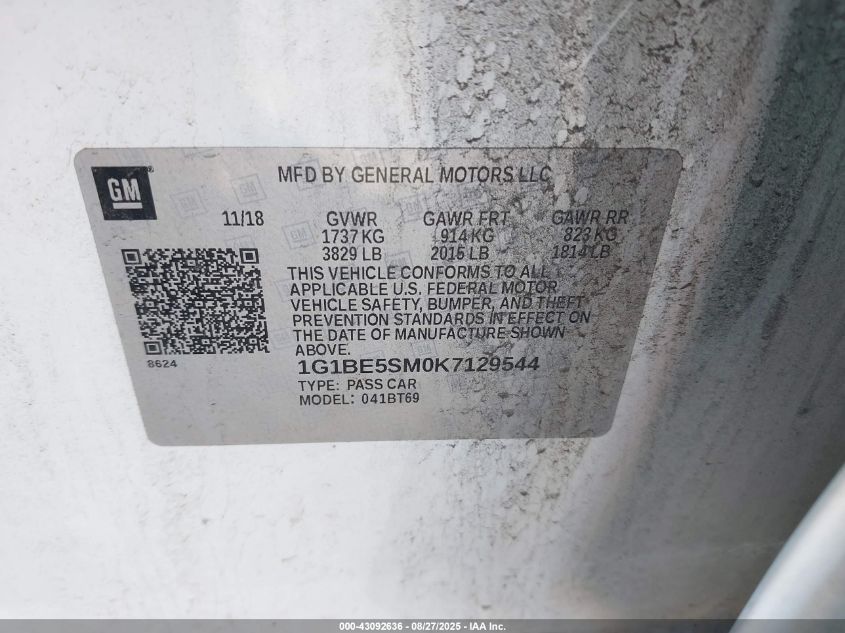 GM
MFD BY GENERAL MOTORS LLC
11/18 GVWR GAWR FRT GAWR RR
1737 KG 914 KG 823 KG
3829 LB 2015 LB 1814 LB
THIS VEHICLE CONFORMS TO ALL
APPLICABLE U.S. FEDERAL MOTOR
VEHICLE SAFETY, BUMPER, AND THEFT
PREVENTION STANDARDS IN EFFECT ON
THE DATE OF MANUFACTURE SHOWN
ABOVE.
8624
1G1BE5SM0K7129544
TYPE: PASS CAR
MODEL: 041BT69
000-43092636 - 08/27/2025 - IAA Inc.